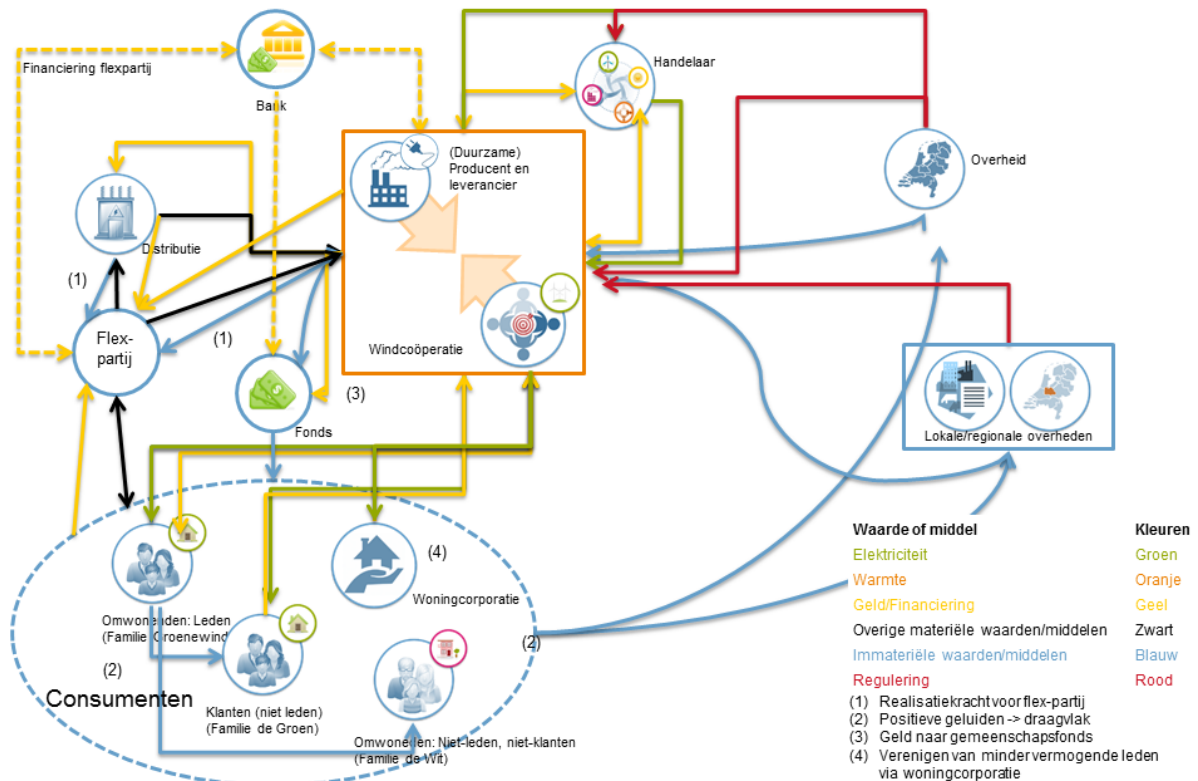 Financiering flexpartij
Bank
Handelaar
(Duurzame)
Producent en
leverancier
Overheid
Distributie
(1)
(1)
Flex-
partij
Windcoöperatie
(3)
Fonds
Lokale/regionale overheden
(4)
Woningcorporatie
Omwonenden: Leden
(Familie Groenewind)
(2)
(2)
Consumenten
Klanten (niet leden)
(Familie de Groen)
Omwonenden: Niet-leden, niet-klanten
(Familie de Wit)
Waarde of middel Kleuren
Elektriciteit Groen
Warmte Oranje
Geld/Financiering Geel
Overige materiële waarden/middelen Zwart
Immateriële waarden/middelen Blauw
Regulering Rood
(1) Realisatiekracht voor flex-partij
(2) Positieve geluiden -> draagvlak
(3) Geld naar gemeenschapsfonds
(4) Verenigen van minder vermogende leden
via woningcorporatie